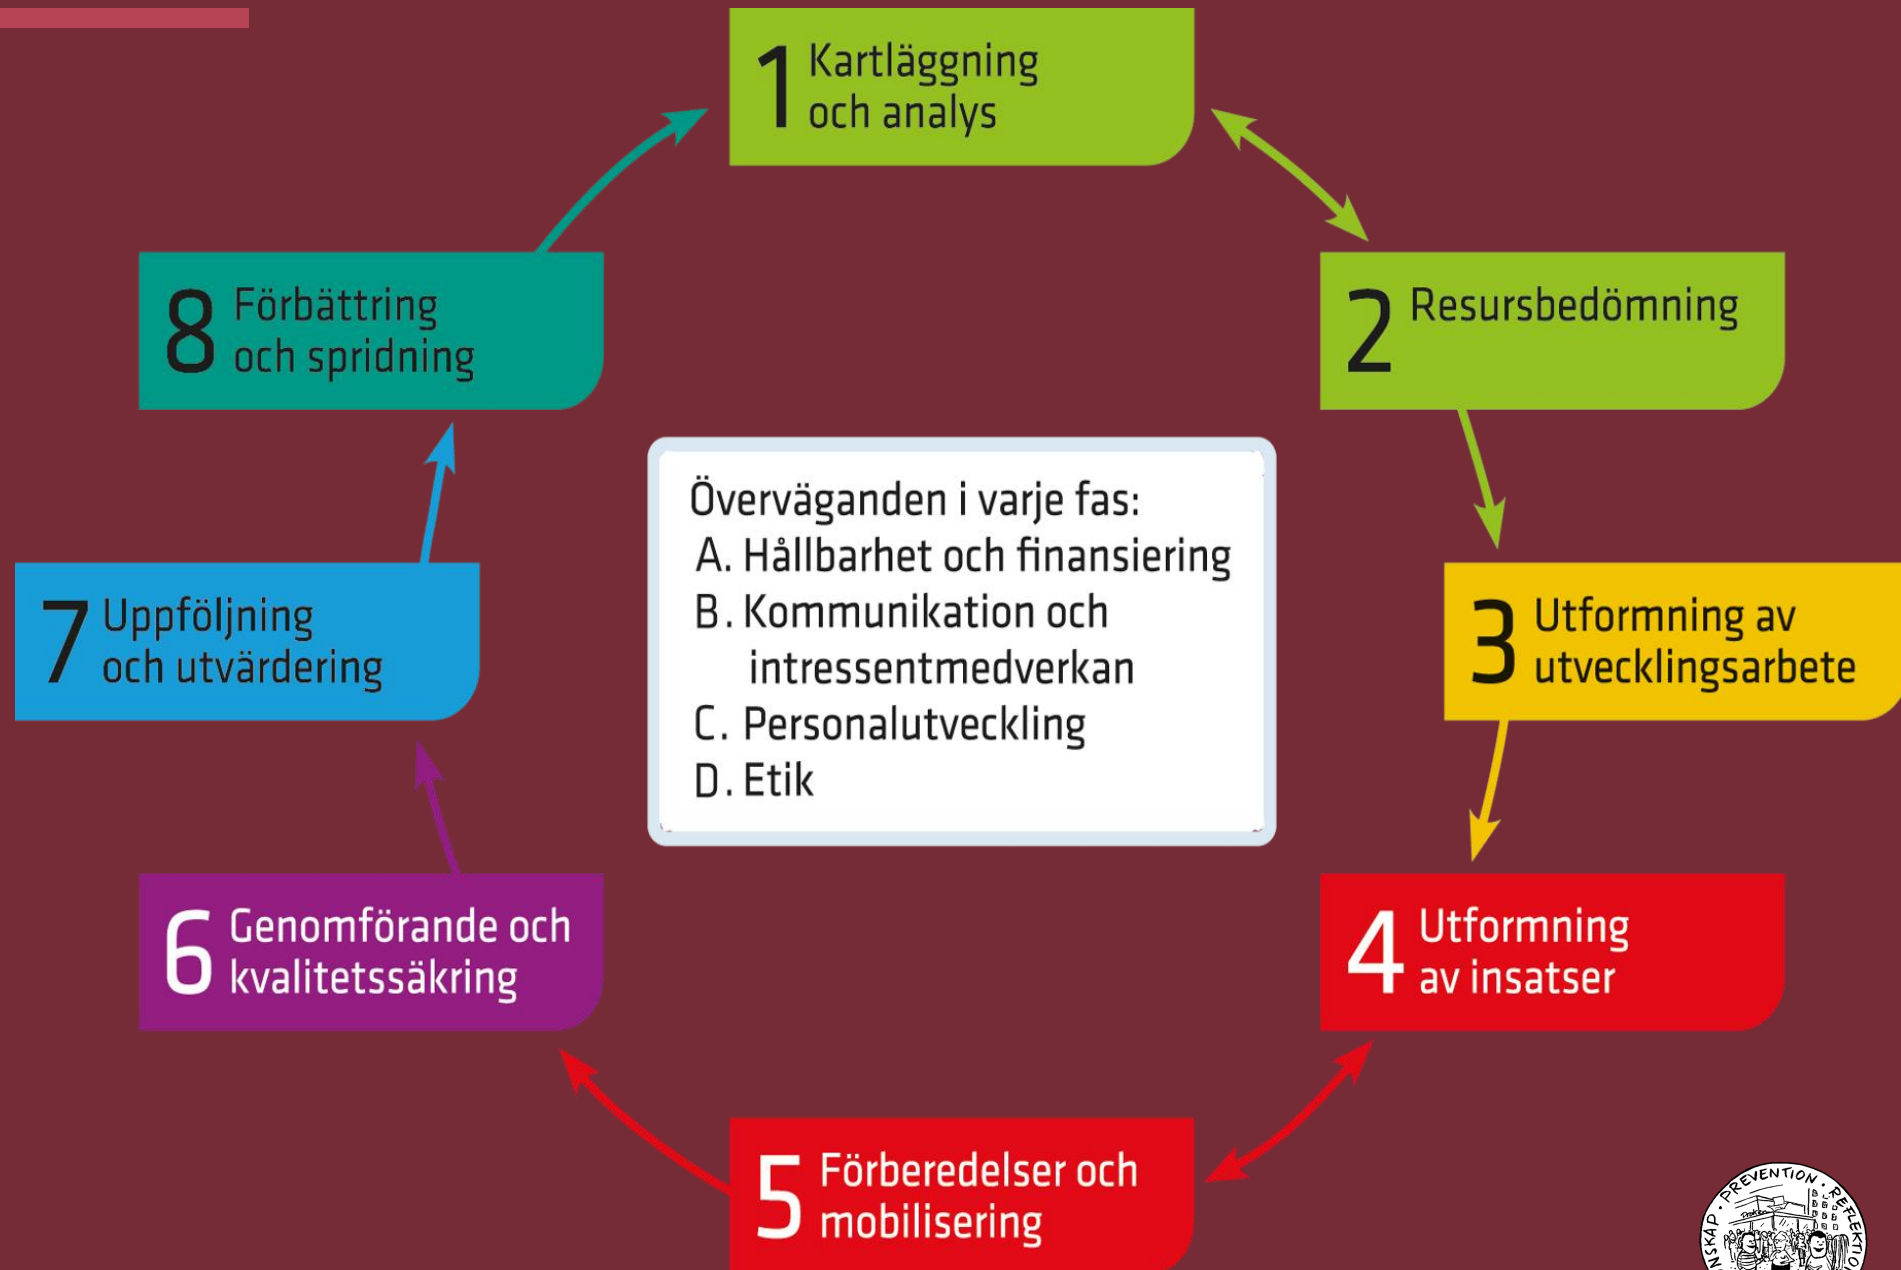 1 Kartläggning
och analys
2 Resursbedömning
3 Utformning av
utvecklingsarbete
4 Utformning
av insatser
5 Förberedelser och
mobilisering
6 Genomförande och
kvalitetssäkring
7 Uppföljning
och utvärdering
8 Förbättring
och spridning
Överväganden i varje fas:
A. Hållbarhet och finansiering
B. Kommunikation och
intressentmedverkan
C. Personalutveckling
D. Etik
PREVENTION